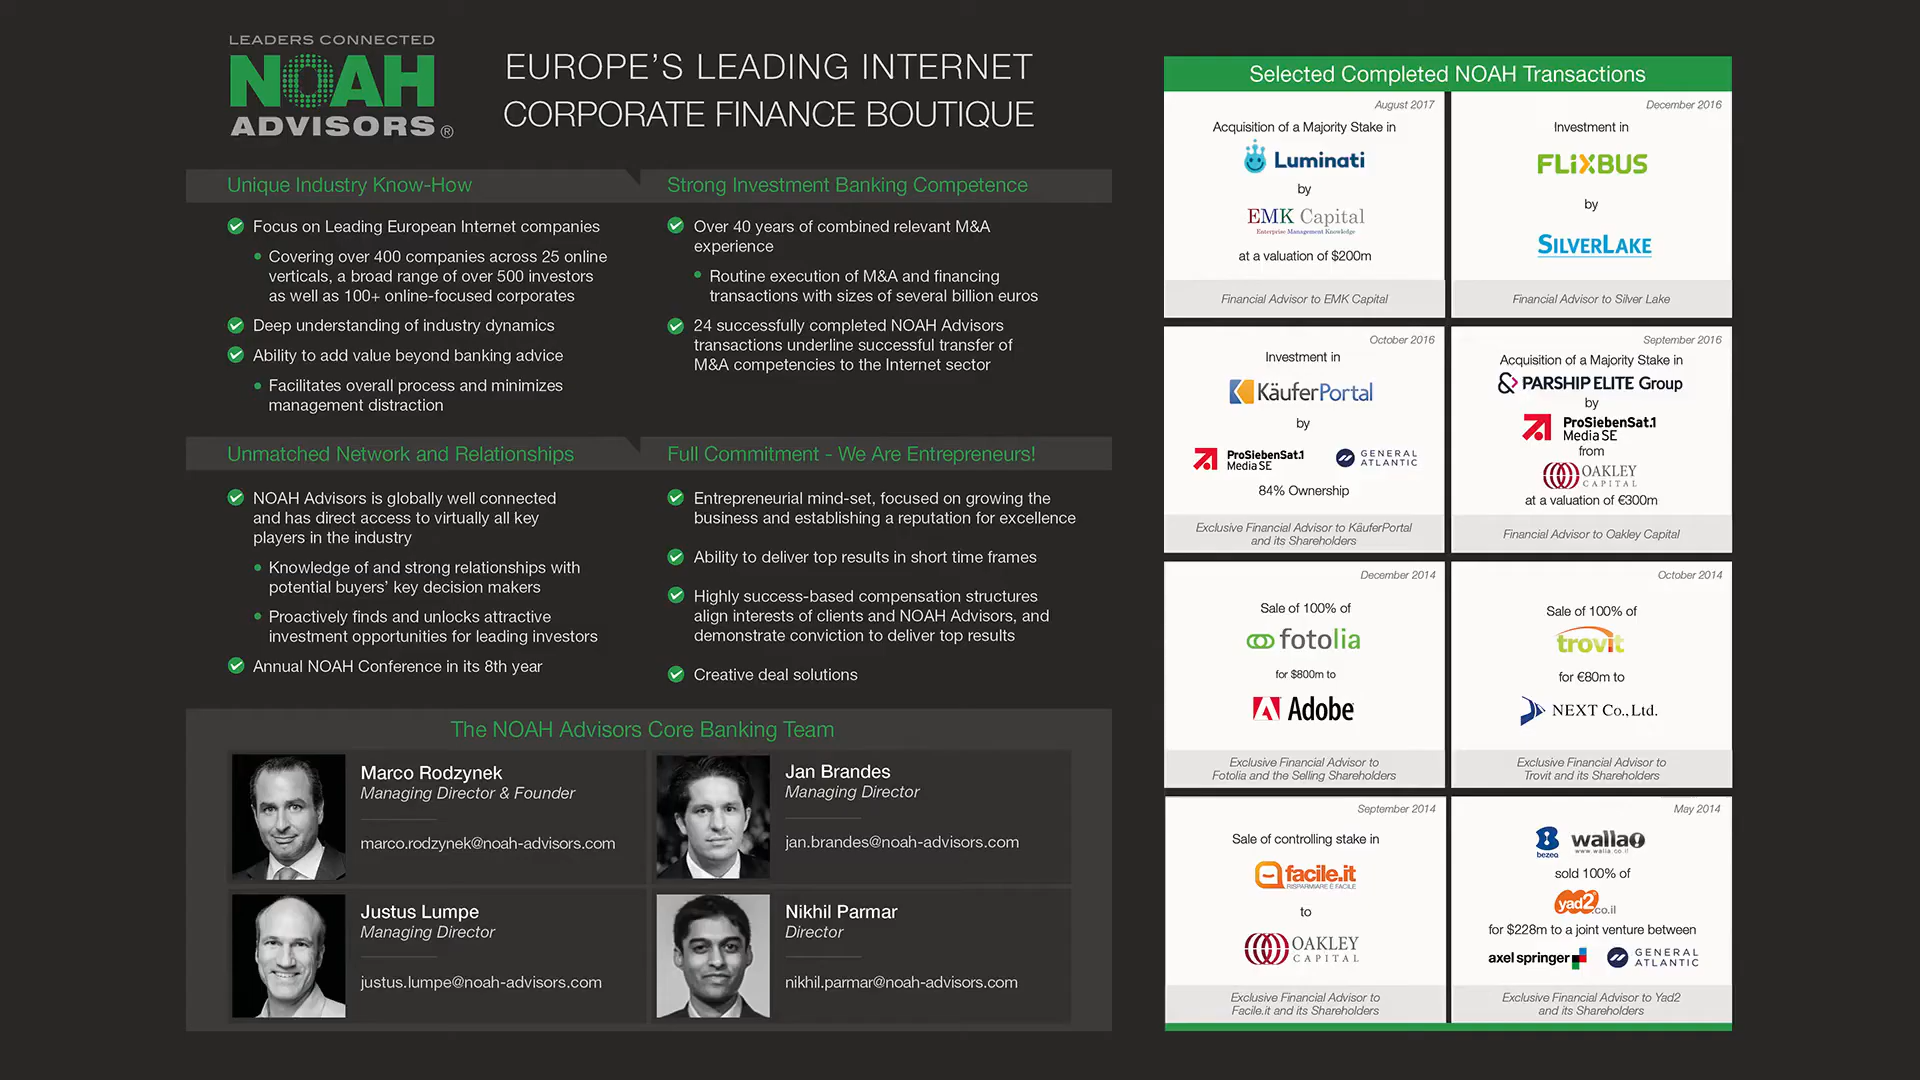 LEADERS CONNECTED
NOAH
ADVISORS ®
EUROPE'S LEADING INTERNET
CORPORATE FINANCE BOUTIQUE
Unique Industry Know-How
Focus on Leading European Internet companies
Covering over 400 companies across 25 online
verticals, a broad range of over 500 investors
as well as 100+ online-focused corporates
Deep understanding of industry dynamics
Ability to add value beyond banking advice
Facilitates overall process and minimizes
management distraction
Strong Investment Banking Competence
Over 40 years of combined relevant M&A
experience
Routine execution of M&A and financing
transactions with sizes of several billion euros
24 successfully completed NOAH Advisors
transactions underline successful transfer of
M&A competencies to the Internet sector
Unmatched Network and Relationships
NOAH Advisors is globally well connected
and has direct access to virtually all key
players in the industry
Knowledge of and strong relationships with
potential buyers' key decision makers
Proactively finds and unlocks attractive
investment opportunities for leading investors
Annual NOAH Conference in its 8th year
Full Commitment - We Are Entrepreneurs!
Entrepreneurial mind-set, focused on growing the
business and establishing a reputation for excellence
Ability to deliver top results in short time frames
Highly success-based compensation structures
align interests of clients and NOAH Advisors, and
demonstrate conviction to deliver top results
Creative deal solutions
The NOAH Advisors Core Banking Team
Marco Rodzynek
Managing Director & Founder
marco.rodzynek@noah-advisors.com
Jan Brandes
Managing Director
jan.brandes@noah-advisors.com
Justus Lumpe
Managing Director
justus.lumpe@noah-advisors.com
Nikhil Parmar
Director
nikhil.parmar@noah-advisors.com
Selected Completed NOAH Transactions
August 2017
Acquisition of a Majority Stake in
Luminati
by
EMK Capital
Enterprise Management Knowledge
at a valuation of $200m
Financial Advisor to EMK Capital
December 2016
Investment in
FLiXBUS
by
SILVERLAKE
Financial Advisor to Silver Lake
October 2016
Investment in
KäuferPortal
by
ProSiebenSat.1
Media SE
GENERAL
ATLANTIC
84% Ownership
Exclusive Financial Advisor to KäuferPortal
and its Shareholders
September 2016
Acquisition of a Majority Stake in
PARSHIP ELITE Group
by
ProSiebenSat.1
Media SE
from
OAKLEY
CAPITAL
at a valuation of €300m
Financial Advisor to Oakley Capital
December 2014
Sale of 100% of
fotolia
for $800m to
Adobe
Exclusive Financial Advisor to
Fotolia and the Selling Shareholders
October 2014
Sale of 100% of
trovit
for €80m to
NEXT Co., Ltd.
Exclusive Financial Advisor to
Trovit and its Shareholders
September 2014
Sale of controlling stake in
facile.it
RISPARMIARE È FACILE
to
OAKLEY
CAPITAL
Exclusive Financial Advisor to
Facile.it and its Shareholders
May 2014
bezeq
walla!
www.walla.co.il
sold 100% of
yad2.co.il
for $228m to a joint venture between
axel springer
GENERAL
ATLANTIC
Exclusive Financial Advisor to Yad2
and its Shareholders